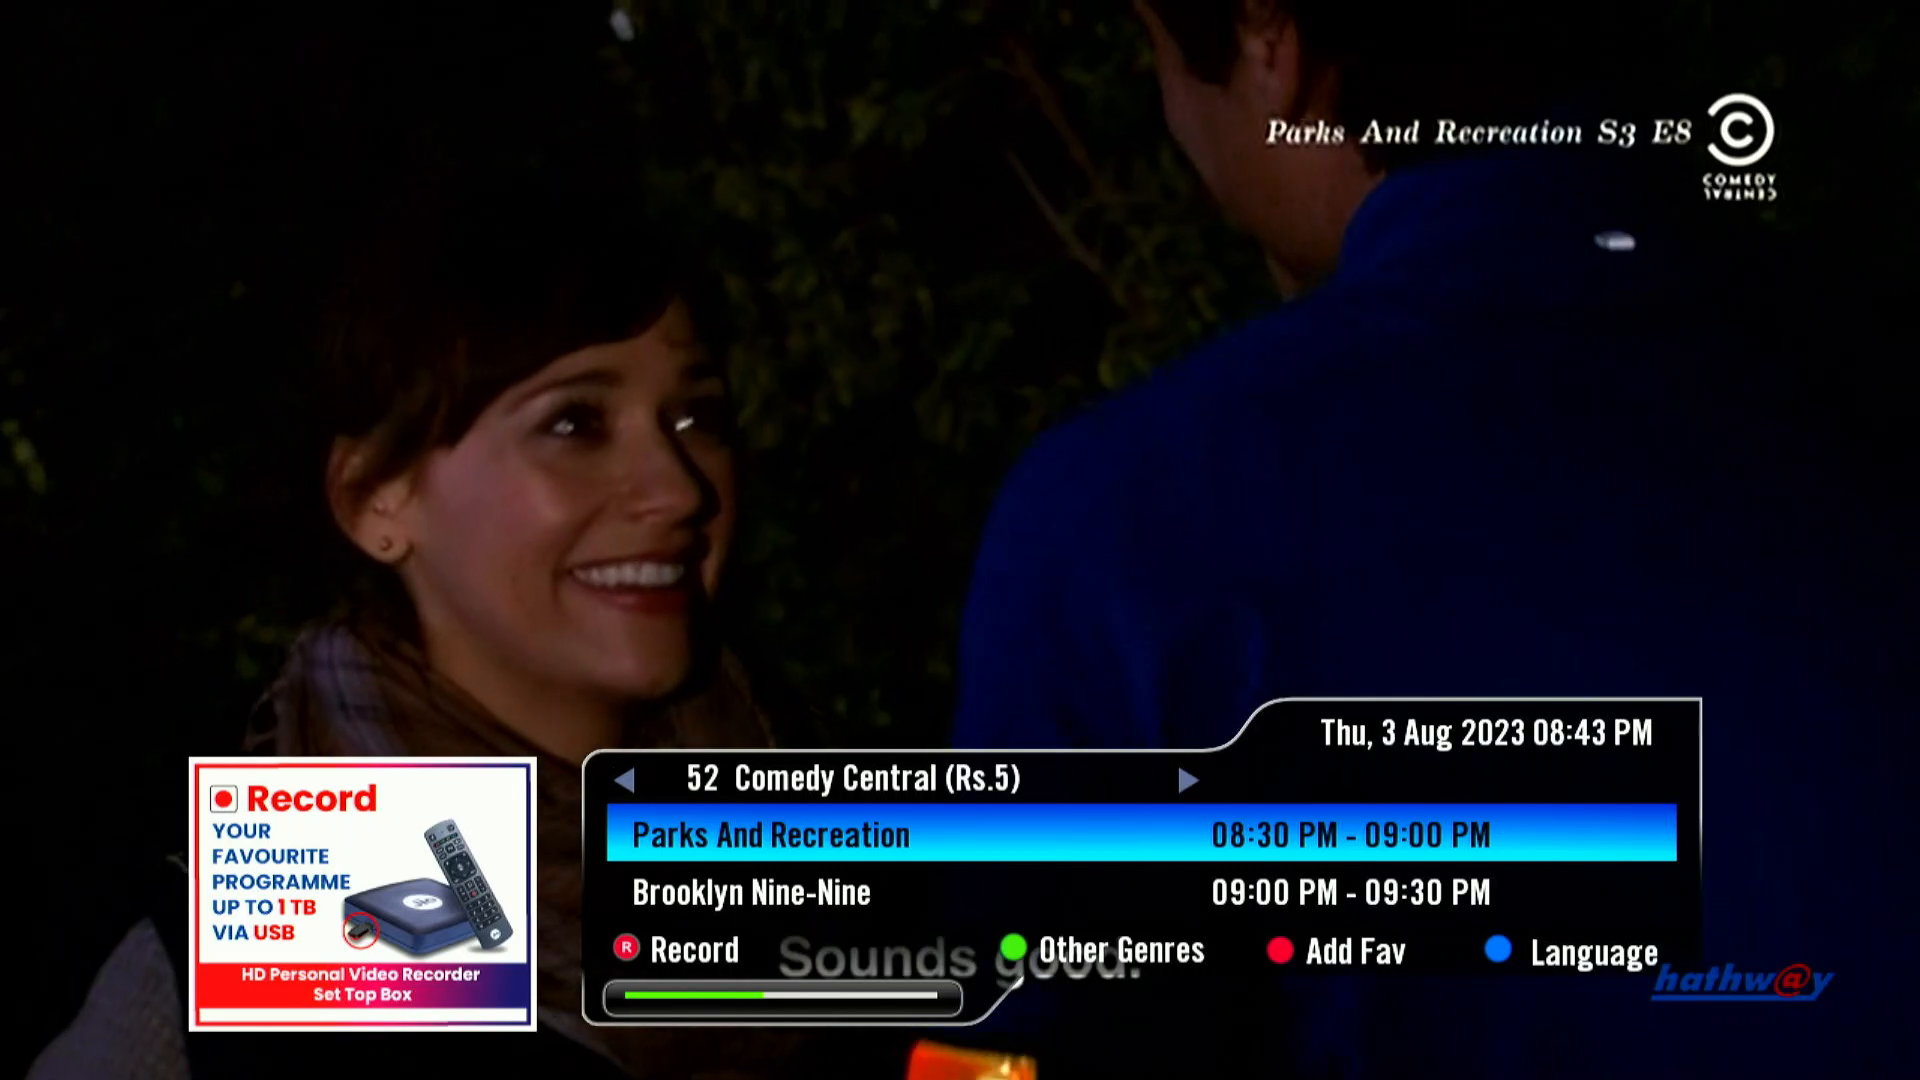 Parks And Recreation S3 E8
COMEDY
CENTRAL
Thu, 3 Aug 2023 08:43 PM
52 Comedy Central (Rs.5)
Parks And Recreation 08:30 PM - 09:00 PM
Brooklyn Nine-Nine 09:00 PM - 09:30 PM
R Record Other Genres Add Fav Language
Sounds good.
hathw@y
Record
YOUR
FAVOURITE
PROGRAMME
UP TO 1 TB
VIA USB
Jio
HD Personal Video Recorder
Set Top Box